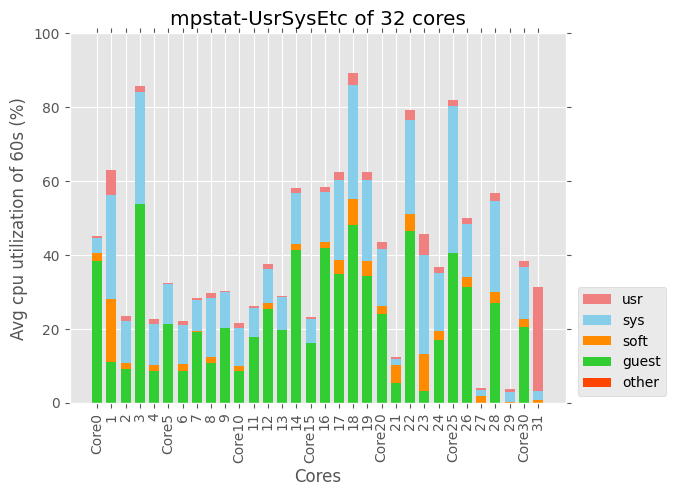 mpstat-UsrSysEtc of 32 cores
Avg cpu utilization of 60s (%)
100
80
60
40
20
0
Core0 1 2 3 4 Core5 6 7 8 9 Core10 11 12 13 14 Core15 16 17 18 19 Core20 21 22 23 24 Core25 26 27 28 29 Core30 31
Cores
usr
sys
soft
guest
other